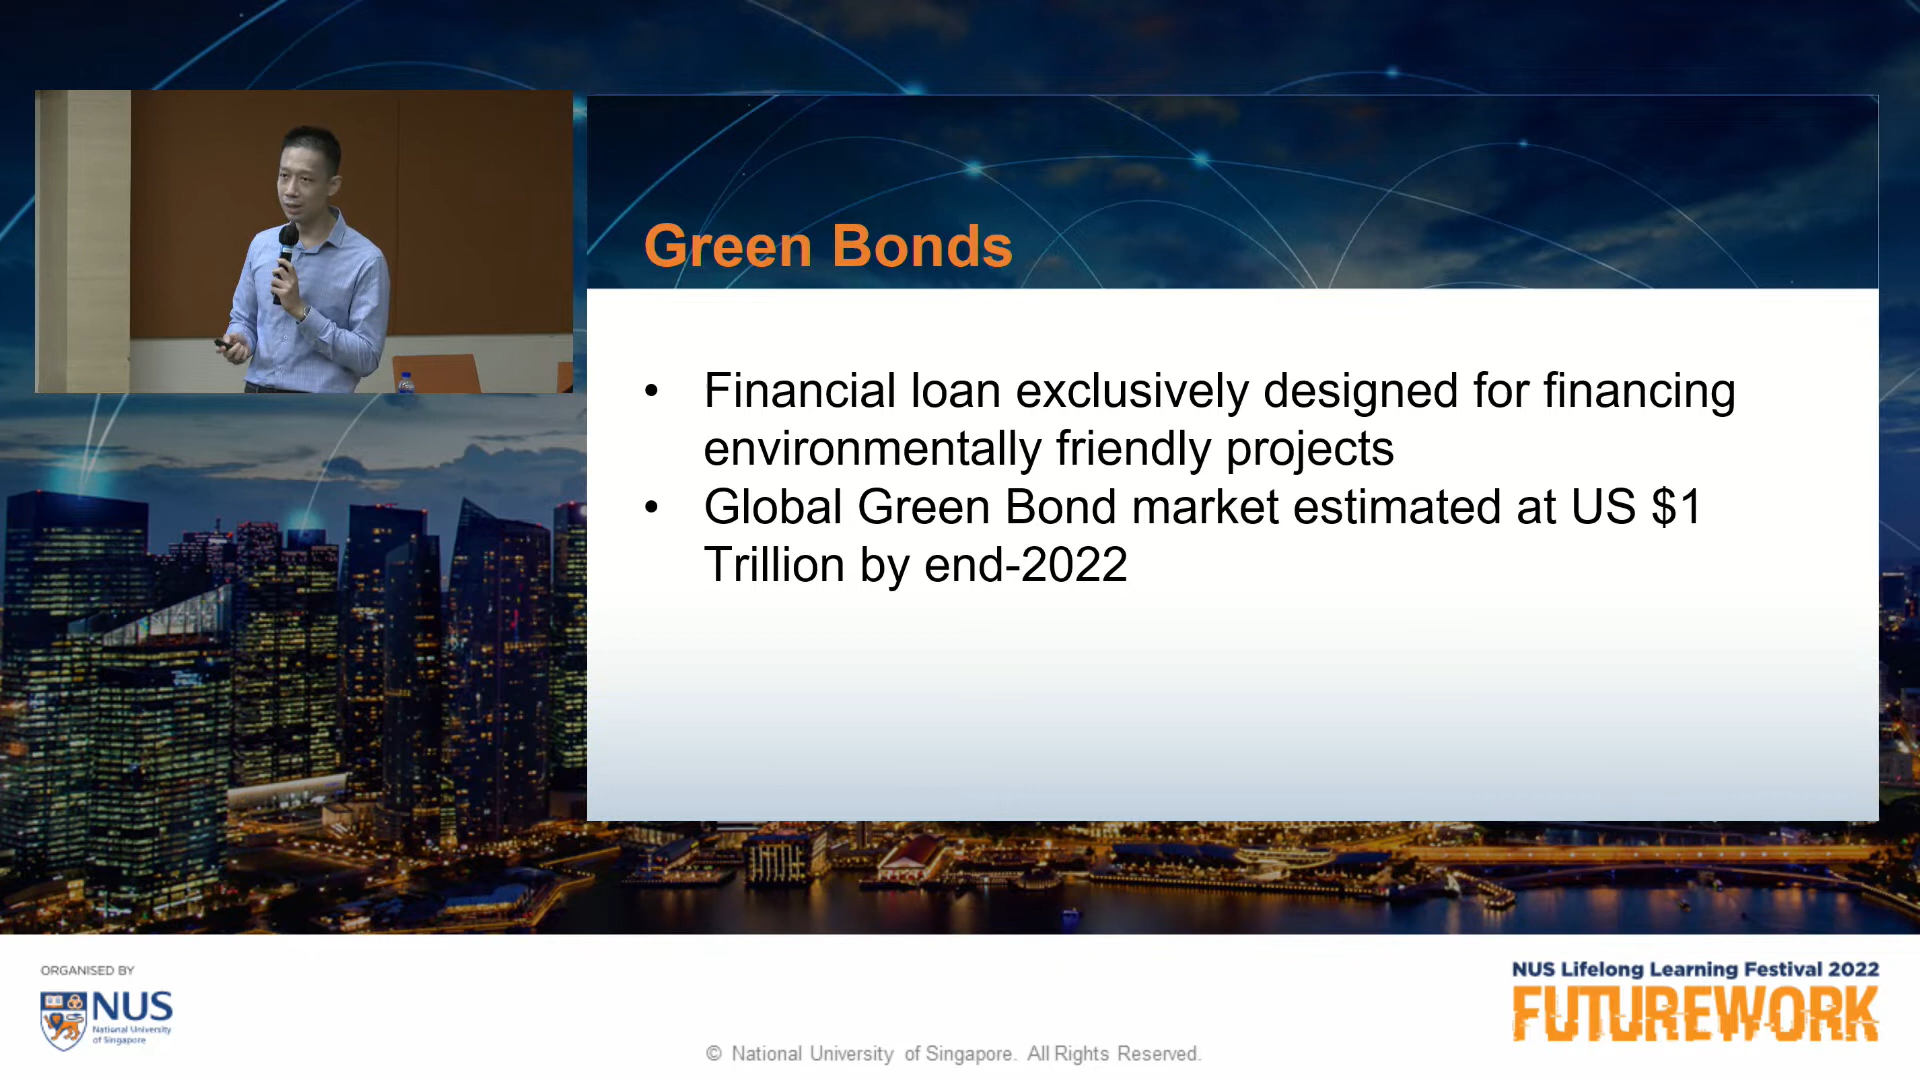 Green Bonds
• Financial loan exclusively designed for financing
environmentally friendly projects
• Global Green Bond market estimated at US $1
Trillion by end-2022
ORGANISED BY
NUS
National University
of Singapore
NUS Lifelong Learning Festival 2022
FUTUREWORK
© National University of Singapore. All Rights Reserved.